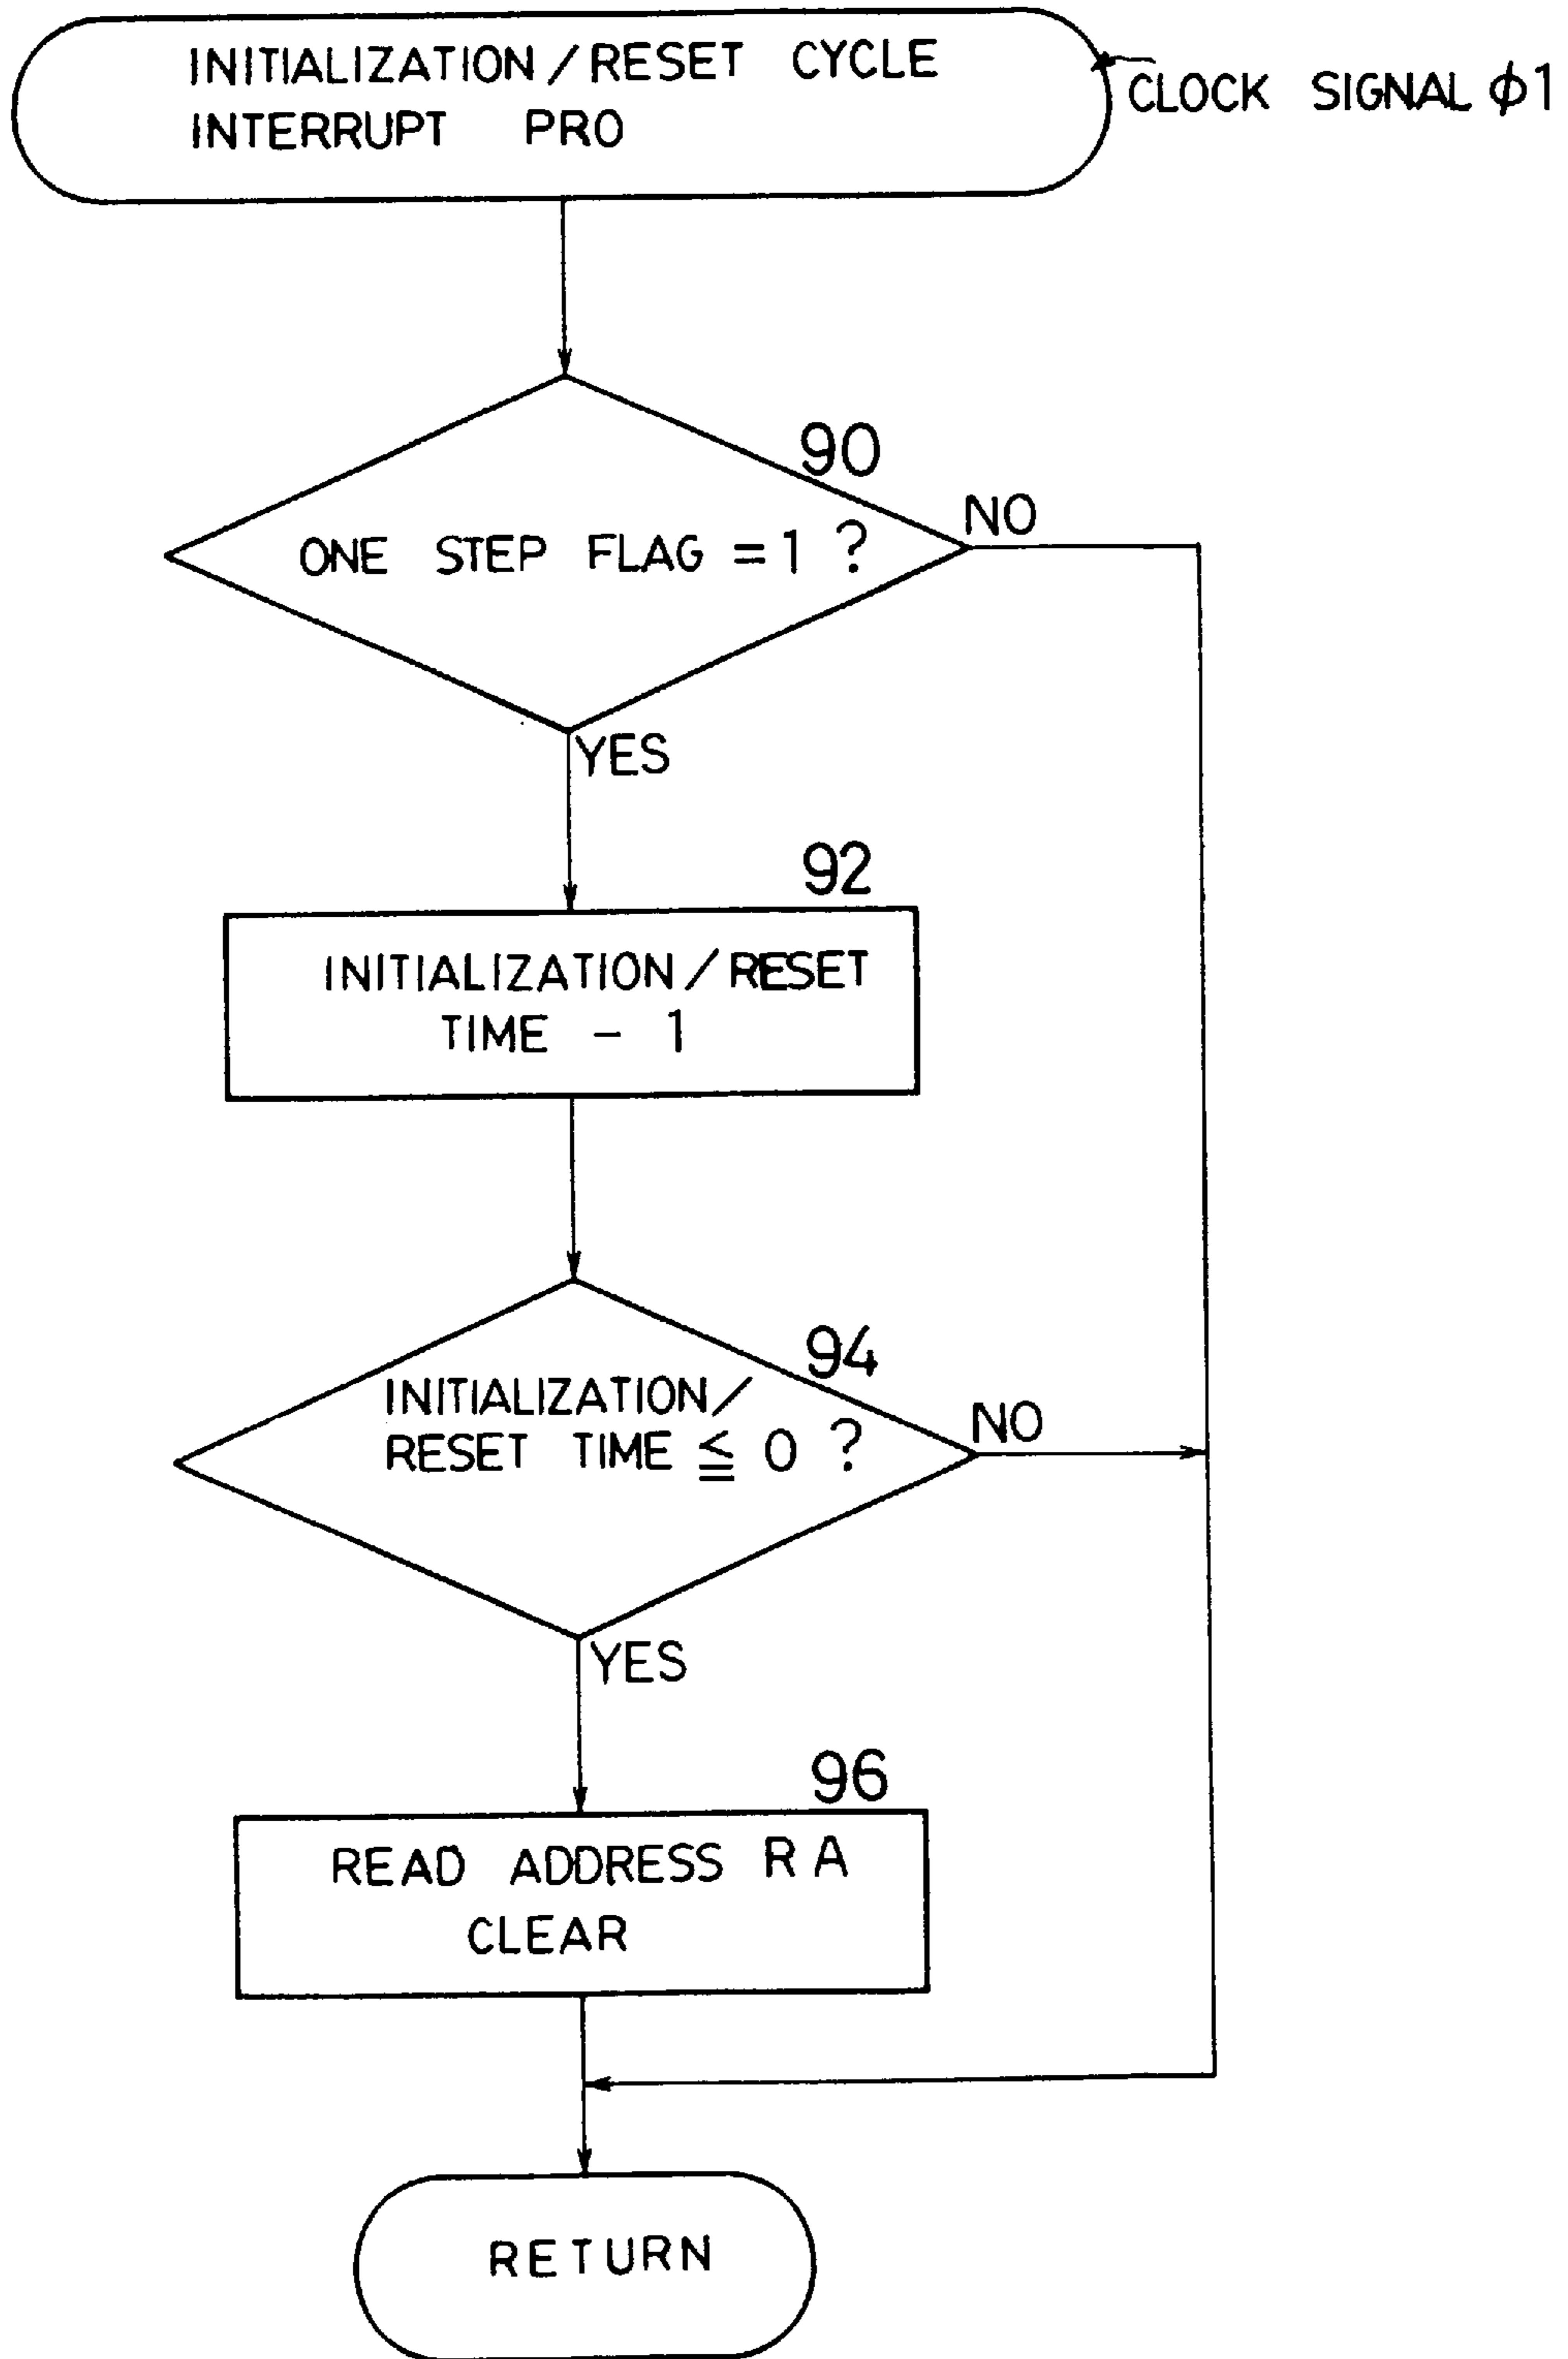 INITIALIZATION/RESET CYCLE
INTERRUPT PRO
CLOCK SIGNAL ϕ1
90
ONE STEP FLAG =1 ?
NO
YES
92
INITIALIZATION/RESET
TIME - 1
94
INITIALIZATION/
RESET TIME ≦ 0 ?
NO
YES
96
READ ADDRESS RA
CLEAR
RETURN